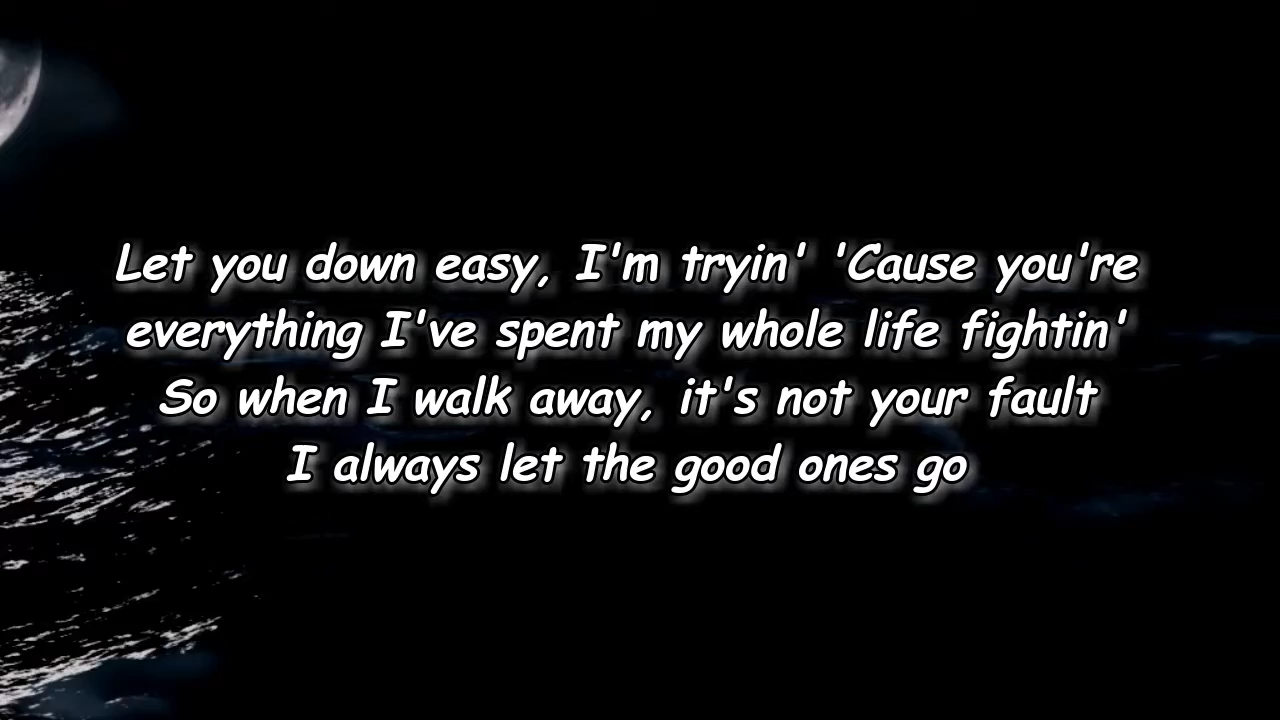 Let you down easy, I'm tryin' 'Cause you're
everything I've spent my whole life fightin'
So when I walk away, it's not your fault
I always let the good ones go